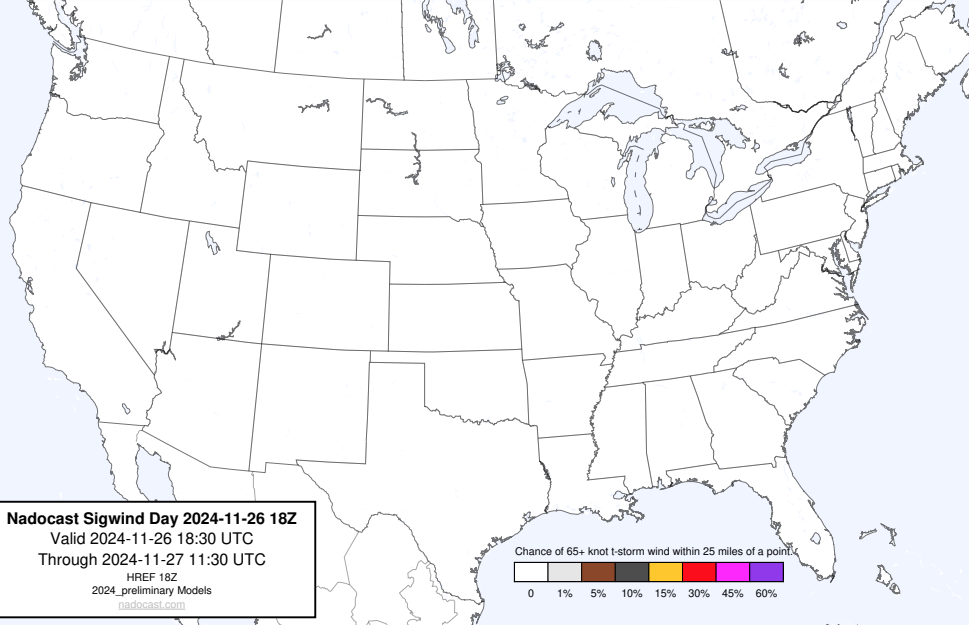 Nadocast Sigwind Day 2024-11-26 18Z
Valid 2024-11-26 18:30 UTC
Through 2024-11-27 11:30 UTC
HREF 18Z
2024_preliminary Models
nadocast.com
Chance of 65+ knot t-storm wind within 25 miles of a point.
0 1% 5% 10% 15% 30% 45% 60%